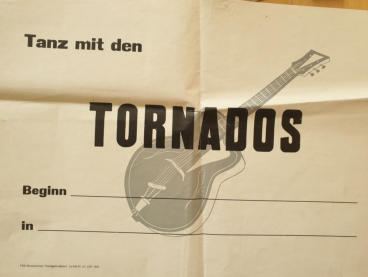 Tanz mit den
TORNADOS
Beginn
in